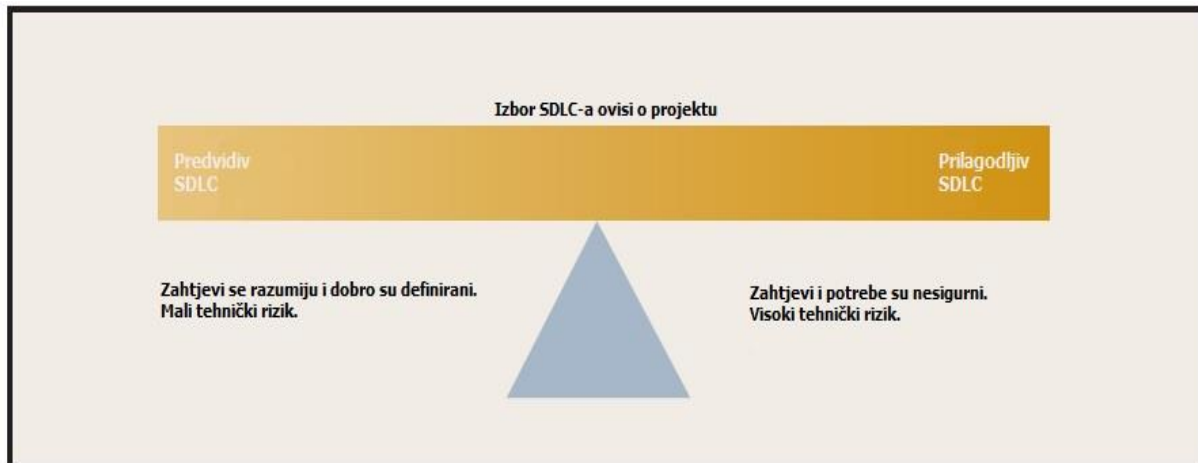 Izbor SDLC-a ovisi o projektu
Predvidiv
SDLC
Prilagodljiv
SDLC
Zahtjevi se razumiju i dobro su definirani.
Mali tehnički rizik.
Zahtjevi i potrebe su nesigurni.
Visoki tehnički rizik.